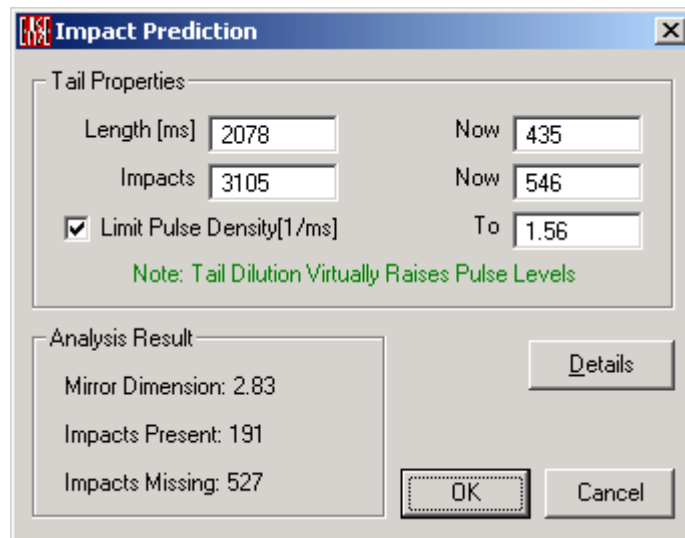 EASE Impact Prediction
Tail Properties
Length [ms] 2078 Now 435
Impacts 3105 Now 546
Limit Pulse Density[1/ms] To 1.56
Note: Tail Dilution Virtually Raises Pulse Levels
Analysis Result
Mirror Dimension: 2.83
Impacts Present: 191
Impacts Missing: 527
Details
OK Cancel